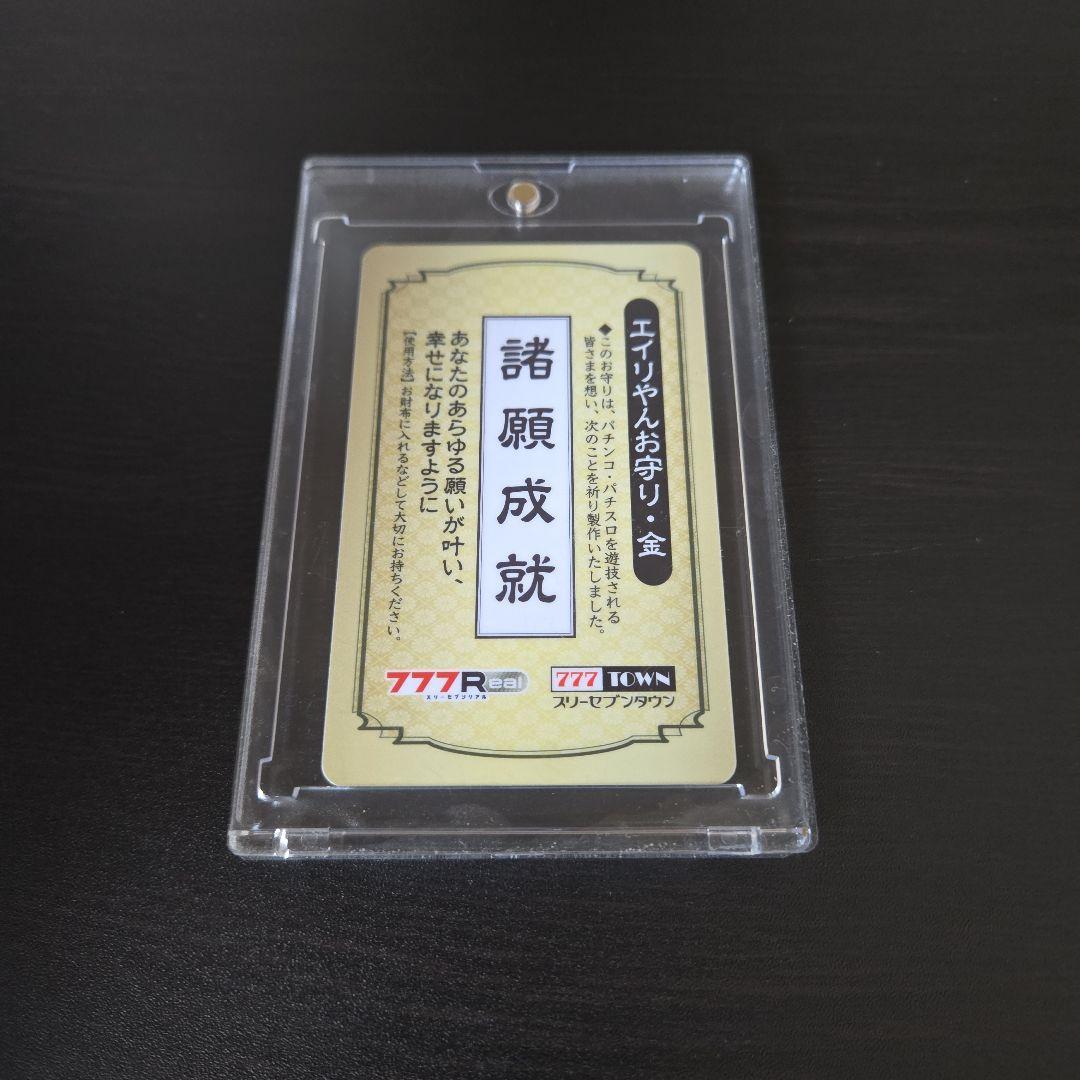 エイリやんお守り・金
◆このお守りは、パチンコ・パチスロを遊技される
皆さまを想い、次のことを祈り製作いたしました。
諸願成就
あなたのあらゆる願いが叶い、
幸せになりますように
【使用方法】お財布に入れるなどして大切にお持ちください。
777Real
スリーセブンリアル
777 TOWN
スリーセブンタウン